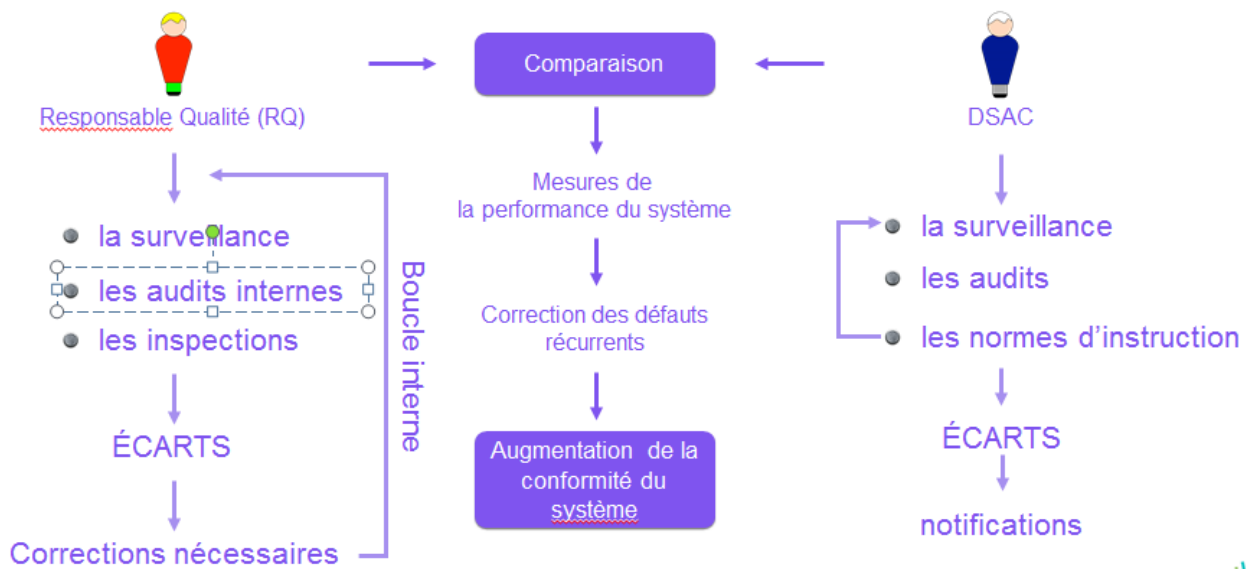 Responsable Qualité (RQ)
la surveillance
les audits internes
les inspections
ÉCARTS
Corrections nécessaires
Boucle interne
Comparaison
Mesures de
la performance du système
Correction des défauts
récurrents
Augmentation de la
conformité du
système
DSAC
la surveillance
les audits
les normes d'instruction
ÉCARTS
notifications